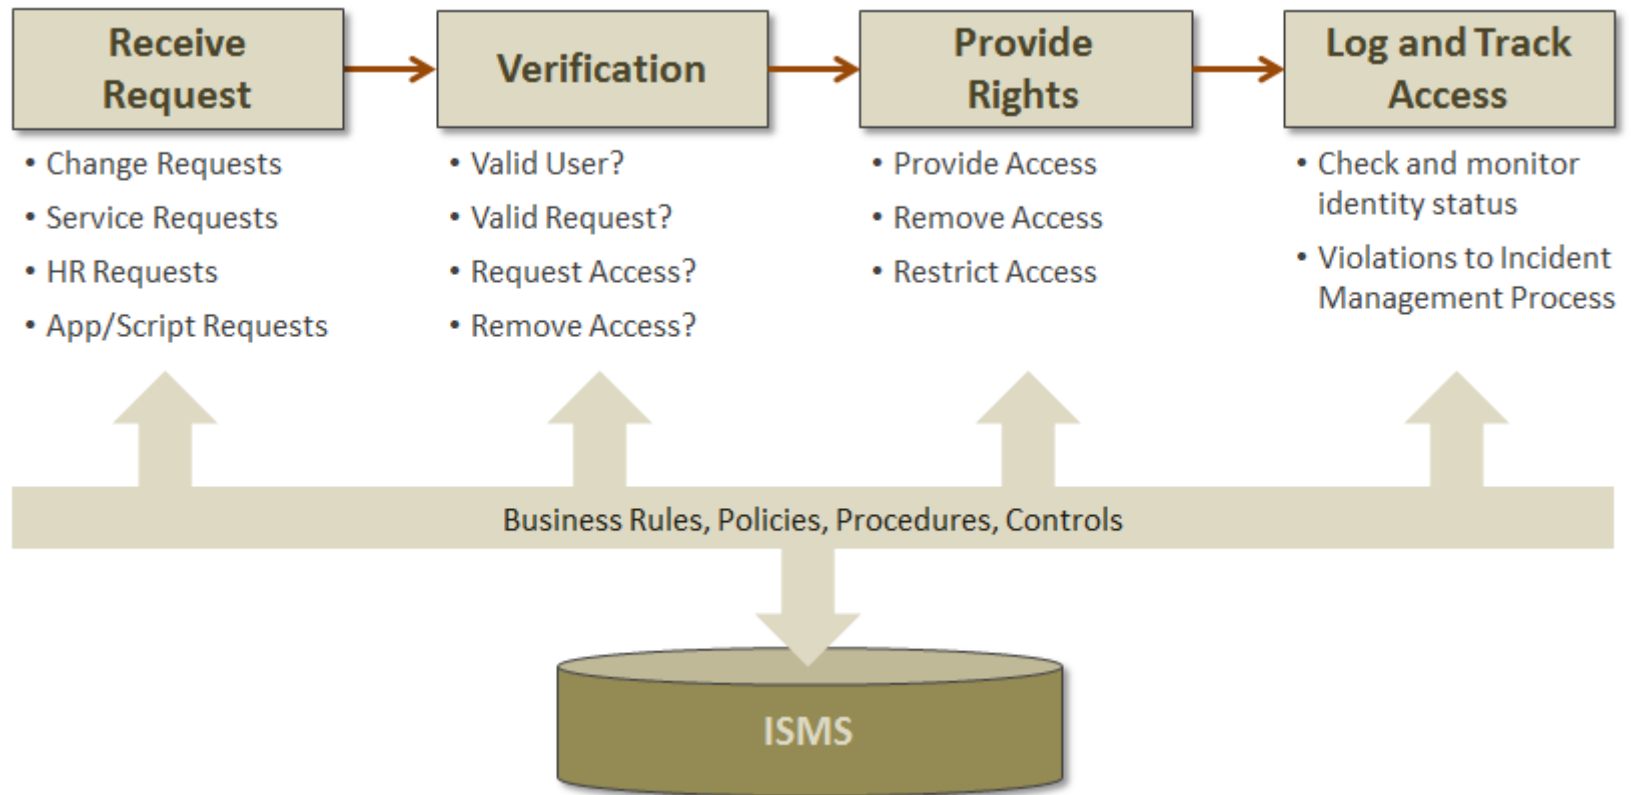 Receive
Request
Verification
Provide
Rights
Log and Track
Access
• Change Requests
• Service Requests
• HR Requests
• App/Script Requests
• Valid User?
• Valid Request?
• Request Access?
• Remove Access?
• Provide Access
• Remove Access
• Restrict Access
• Check and monitor
identity status
• Violations to Incident
Management Process
Business Rules, Policies, Procedures, Controls
ISMS